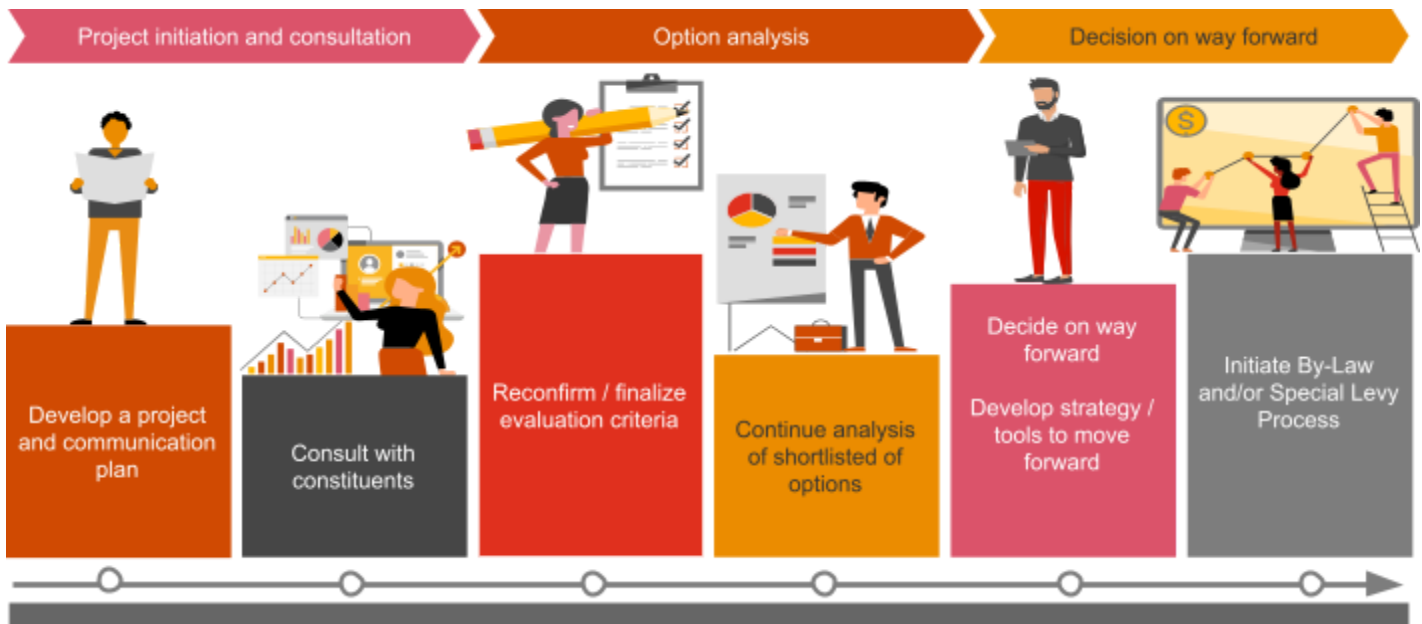 Project initiation and consultation
Option analysis
Decision on way forward
$
Develop a project
and communication
plan
Consult with
constituents
Reconfirm / finalize
evaluation criteria
Continue analysis
of shortlisted of
options
Decide on way
forward
Develop strategy /
tools to move
forward
Initiate By-Law
and/or Special Levy
Process